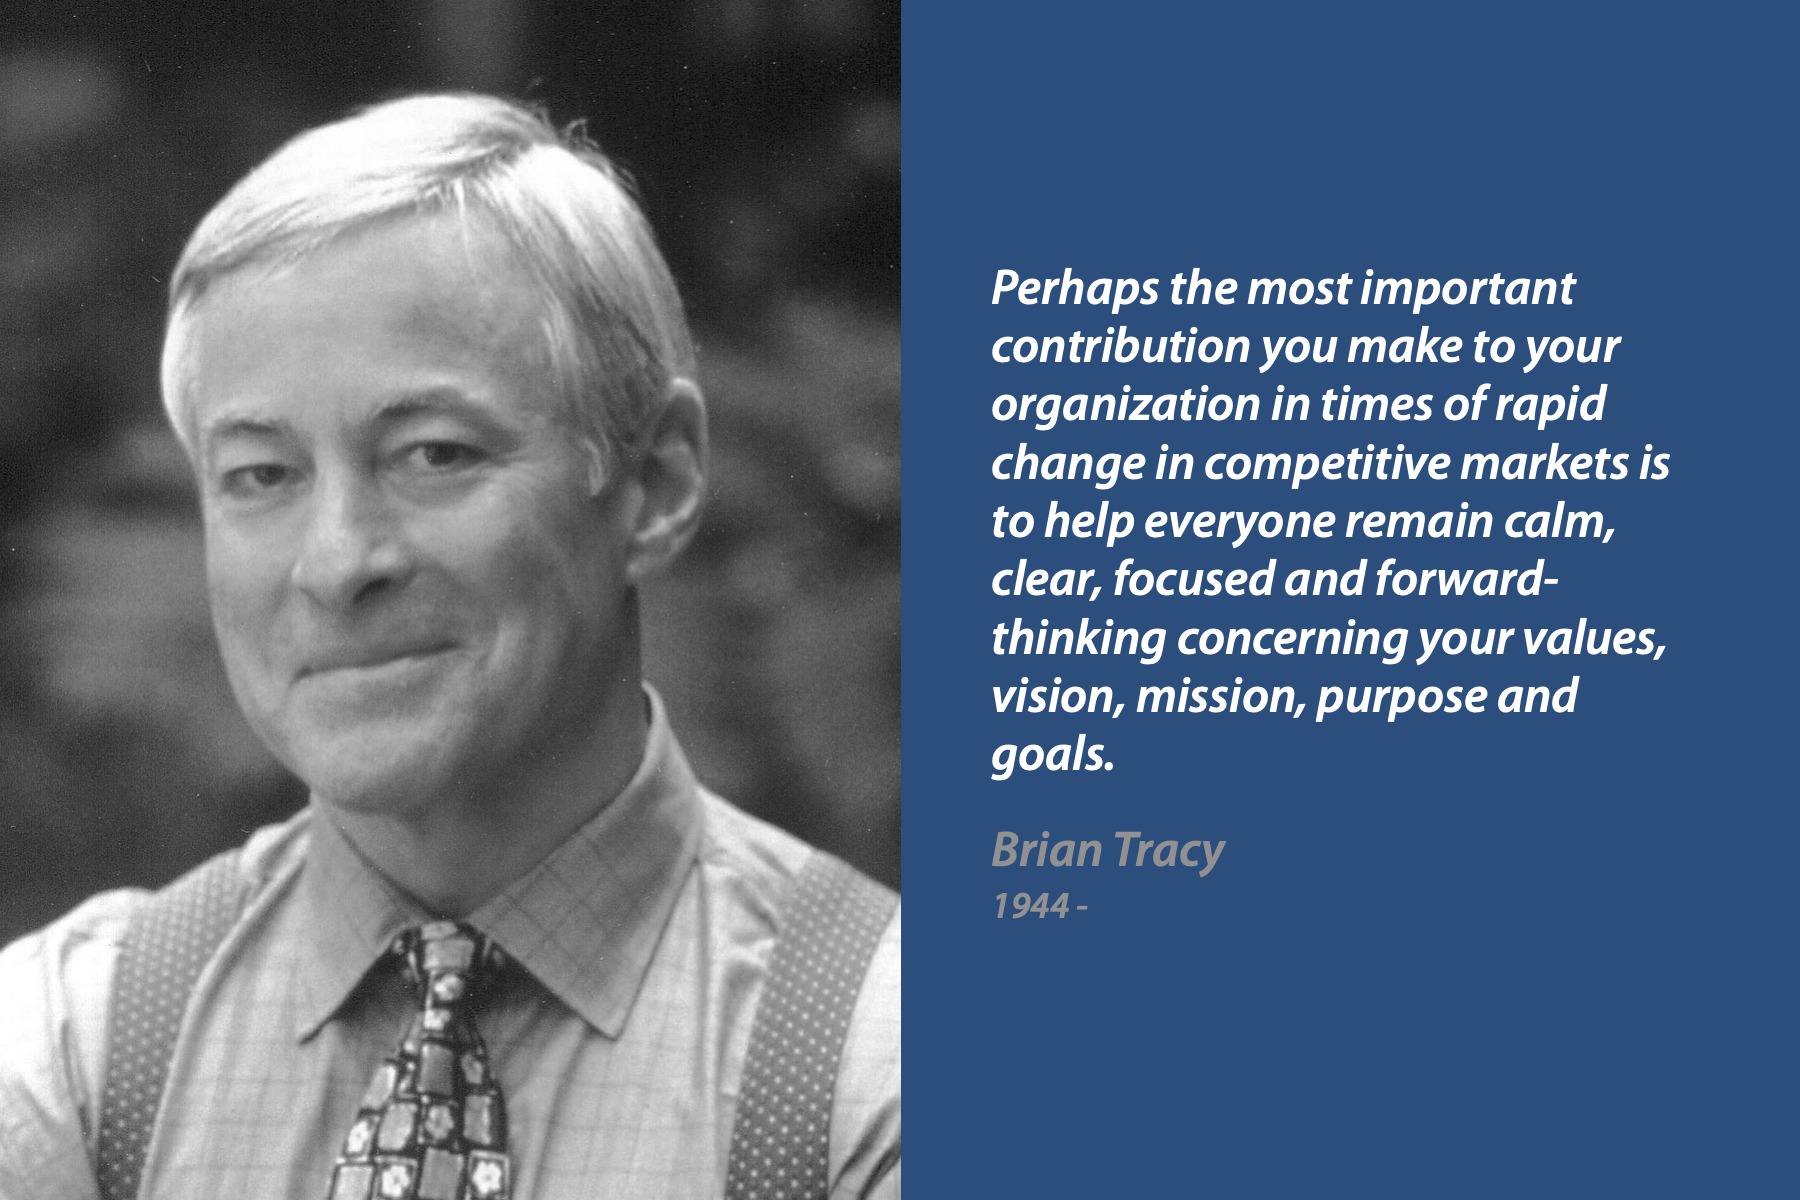 Perhaps the most important
contribution you make to your
organization in times of rapid
change in competitive markets is
to help everyone remain calm,
clear, focused and forward-
thinking concerning your values,
vision, mission, purpose and
goals.
Brian Tracy
1944 -